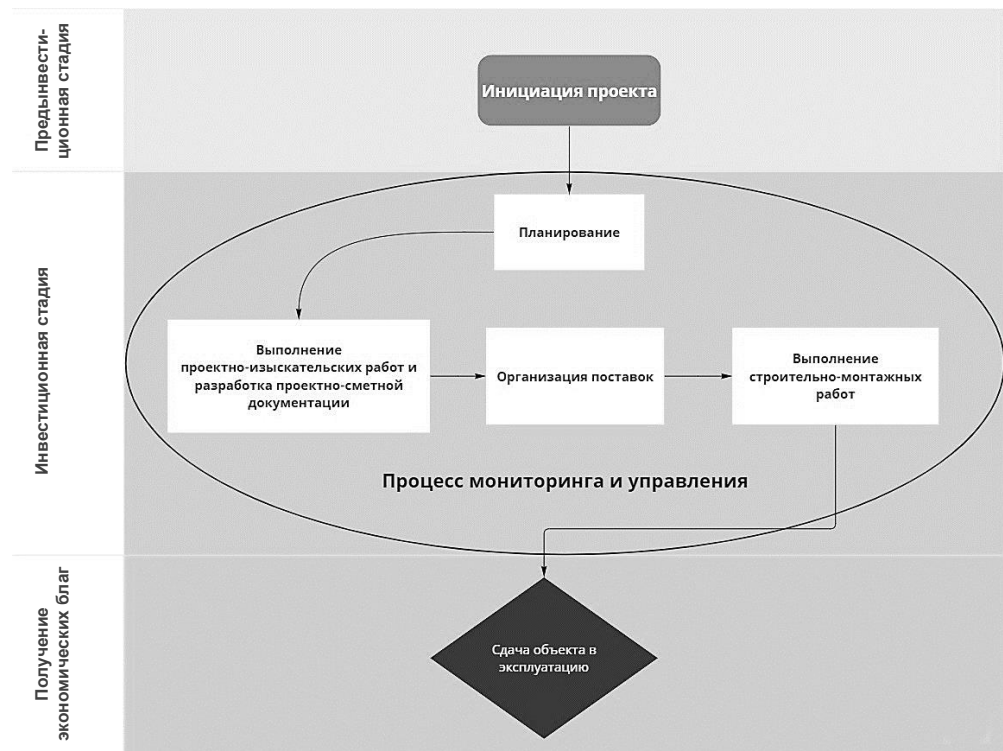 Предынвести-
ционная стадия
Инициация проекта
Инвестиционная стадия
Планирование
Выполнение
проектно-изыскательских работ и
разработка проектно-сметной
документации
Организация поставок
Выполнение
строительно-монтажных
работ
Процесс мониторинга и управления
Получение
экономических благ
Сдача объекта в
эксплуатацию